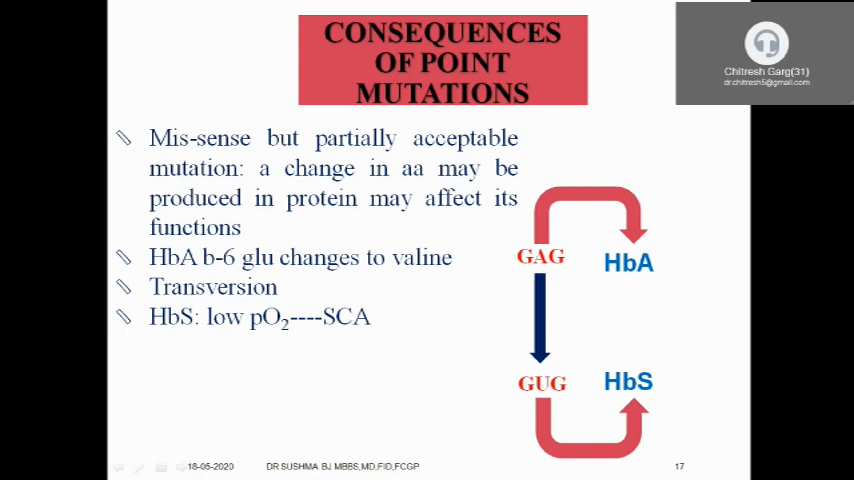 CONSEQUENCES
OF POINT
MUTATIONS
Chitresh Garg(31)
dr.chitresh5@gmail.com
Mis-sense but partially acceptable
mutation: a change in aa may be
produced in protein may affect its
functions
HbA b-6 glu changes to valine
Transversion
HbS: low pO2----SCA
GAG
HbA
GUG
HbS
18-05-2020
DR SUSHMA BJ MBBS,MD,FID,FCGP
17